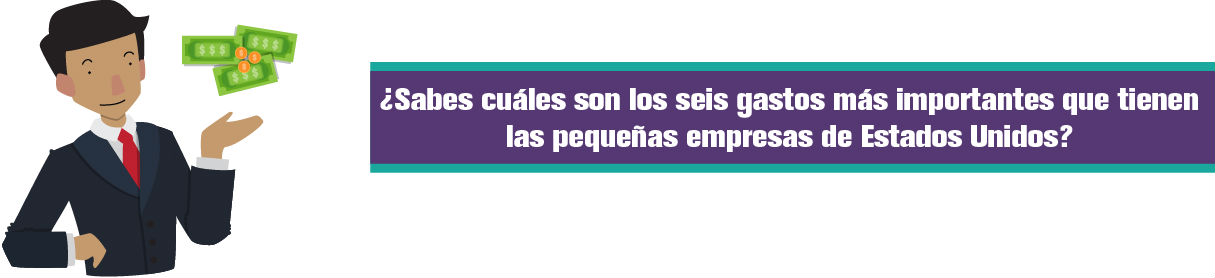 $ $ $
$ $ $
$ $ $
$
$
$
¿Sabes cuáles son los seis gastos más importantes que tienen
las pequeñas empresas de Estados Unidos?